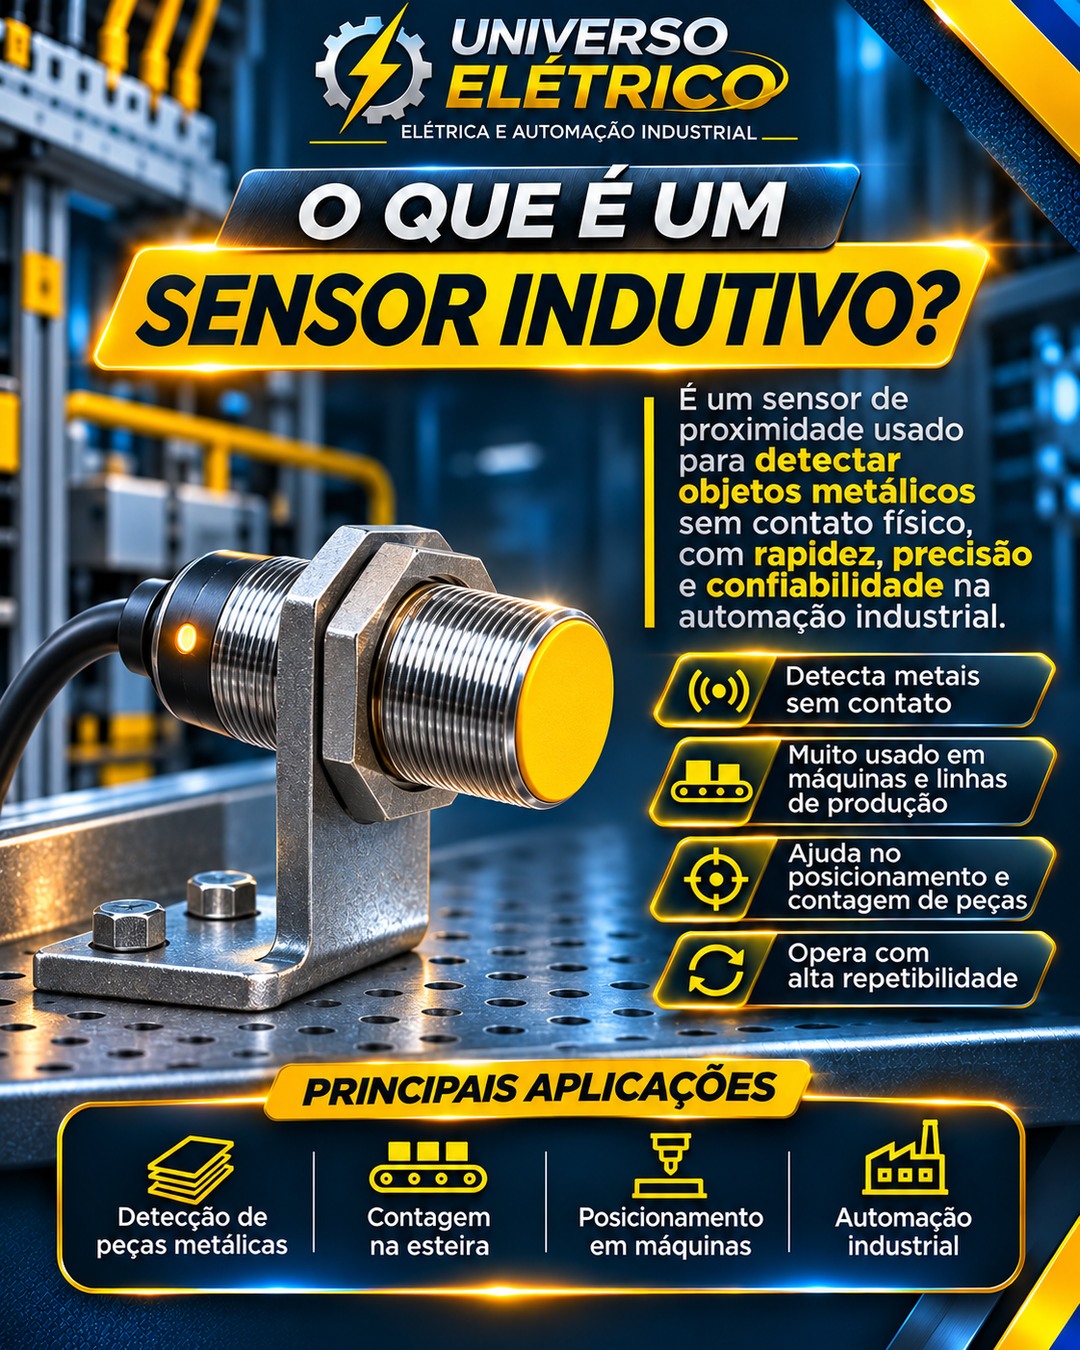 UNIVERSO
ELÉTRICO
ELÉTRICA E AUTOMAÇÃO INDUSTRIAL
O QUE É UM
SENSOR INDUTIVO?
É um sensor de
proximidade usado
para detectar
objetos metálicos
sem contato físico,
com rapidez, precisão
e confiabilidade na
automação industrial.
Detecta metais
sem contato
Muito usado em
máquinas e linhas
de produção
Ajuda no
posicionamento e
contagem de peças
Opera com
alta repetibilidade
PRINCIPAIS APLICAÇÕES
Detecção de
peças metálicas
Contagem
na esteira
Posicionamento
em máquinas
Automação
industrial